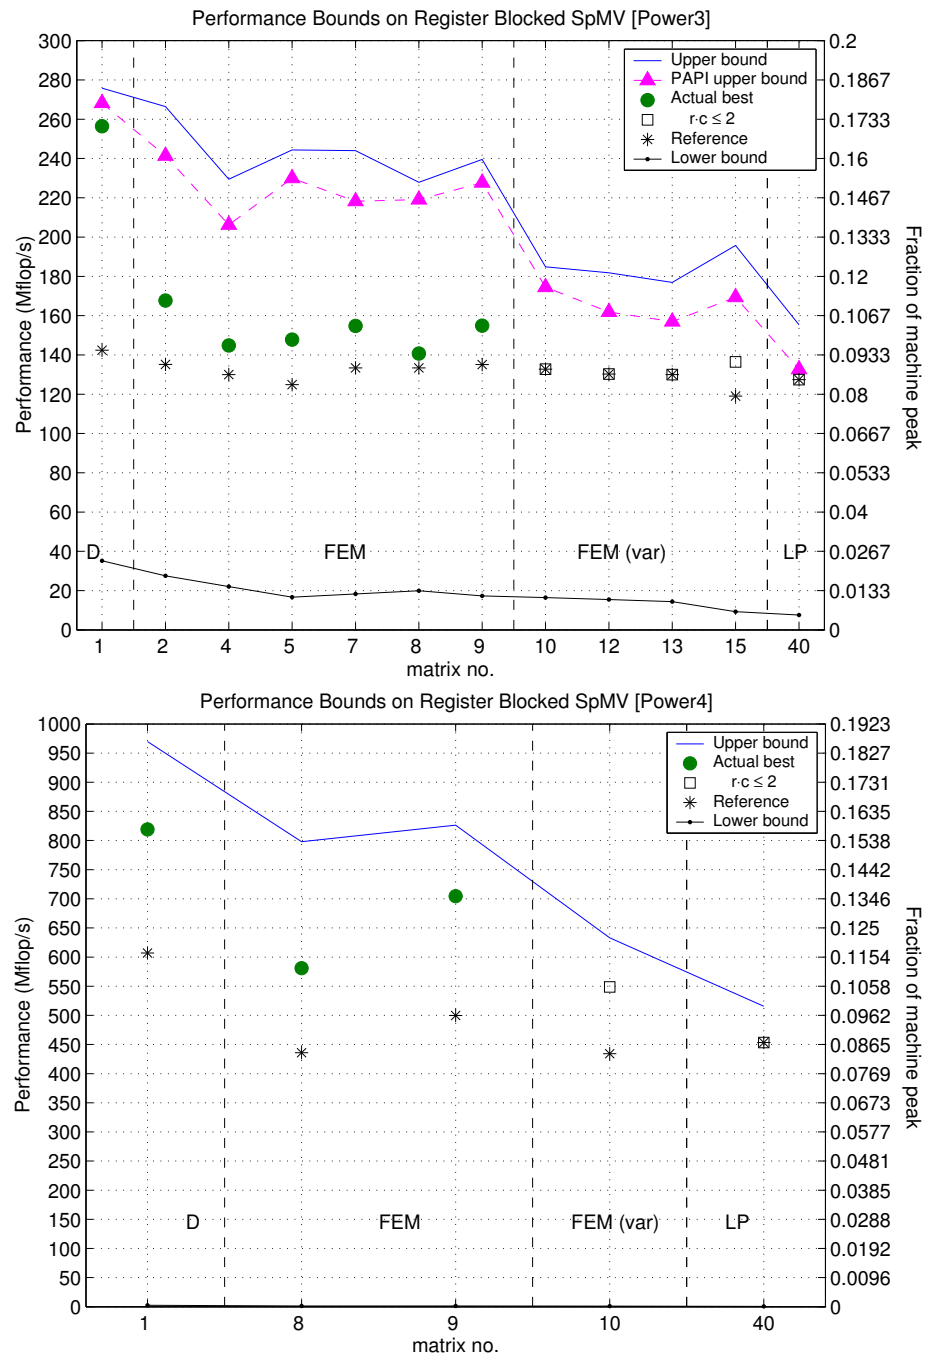 Performance Bounds on Register Blocked SpMV [Power3]
300
280
260
240
220
200
180
160
140
120
100
80
60
40
20
0
Performance (Mflop/s)
Upper bound
PAPI upper bound
Actual best
r·c ≤ 2
Reference
Lower bound
D
FEM
FEM (var)
LP
0.2
0.1867
0.1733
0.16
0.1467
0.1333
0.12
0.1067
0.0933
0.08
0.0667
0.0533
0.04
0.0267
0.0133
0
Fraction of machine peak
1 2 4 5 7 8 9 10 12 13 15 40
matrix no.
Performance Bounds on Register Blocked SpMV [Power4]
1000
950
900
850
800
750
700
650
600
550
500
450
400
350
300
250
200
150
100
50
0
Performance (Mflop/s)
Upper bound
Actual best
r·c ≤ 2
Reference
Lower bound
D
FEM
FEM (var)
LP
0.1923
0.1827
0.1731
0.1635
0.1538
0.1442
0.1346
0.125
0.1154
0.1058
0.0962
0.0865
0.0769
0.0673
0.0577
0.0481
0.0385
0.0288
0.0192
0.0096
0
Fraction of machine peak
1 8 9 10 40
matrix no.